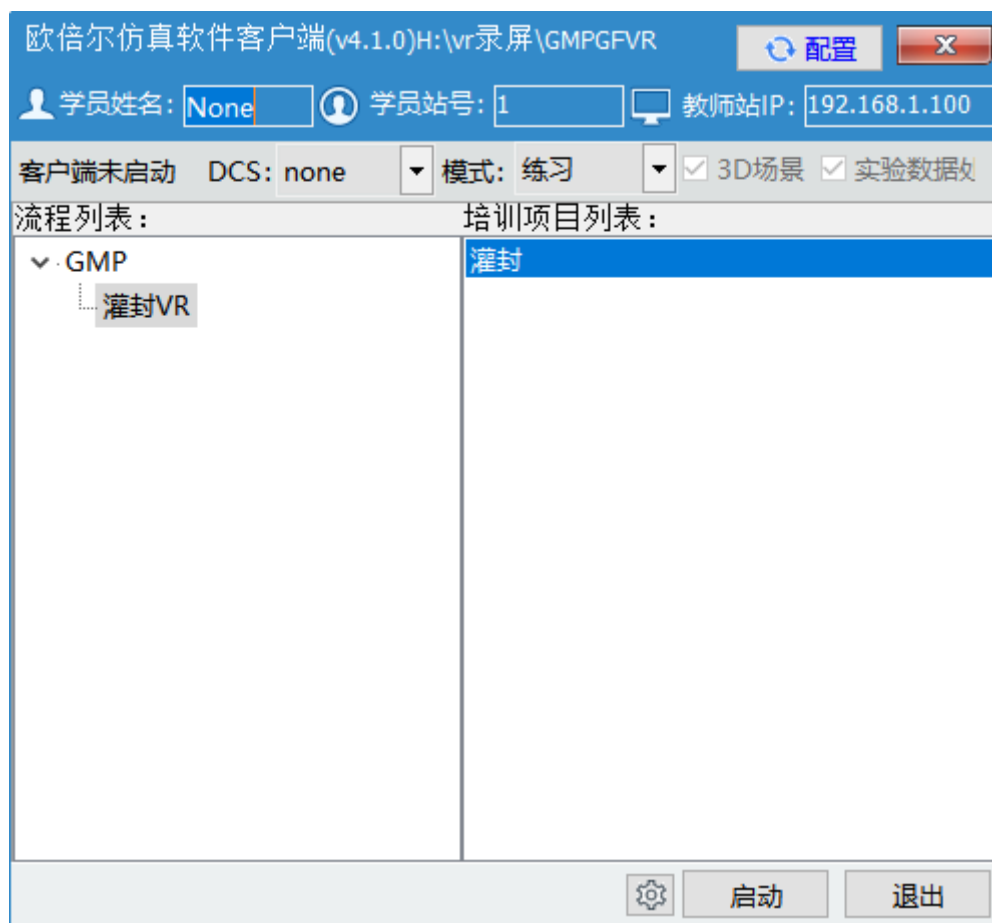 欧倍尔仿真软件客户端(v4.1.0)H:\vr录屏\GMPGFVR 配置 X
学员姓名: None 学员站号: 1 教师站IP: 192.168.1.100
客户端未启动 DCS: none 模式: 练习 3D场景 实验数据
流程列表: 培训项目列表:
GMP 灌封
灌封VR
启动 退出